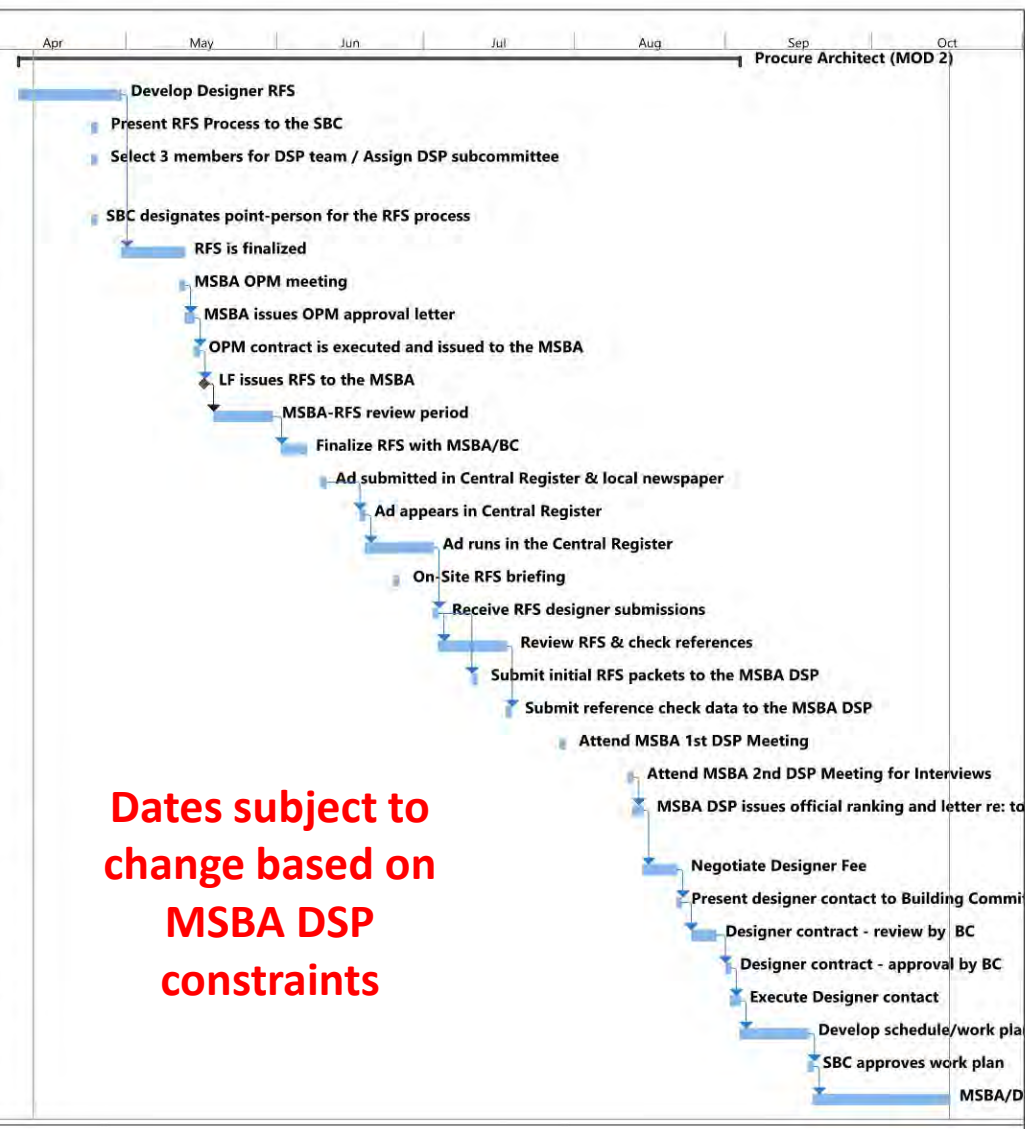 Apr May Jun Jul Aug Sep Oct
Procure Architect (MOD 2)
Develop Designer RFS
Present RFS Process to the SBC
Select 3 members for DSP team / Assign DSP subcommittee
SBC designates point-person for the RFS process
RFS is finalized
MSBA OPM meeting
MSBA issues OPM approval letter
OPM contract is executed and issued to the MSBA
LF issues RFS to the MSBA
MSBA-RFS review period
Finalize RFS with MSBA/BC
Ad submitted in Central Register & local newspaper
Ad appears in Central Register
Ad runs in the Central Register
On-Site RFS briefing
Receive RFS designer submissions
Review RFS & check references
Submit initial RFS packets to the MSBA DSP
Submit reference check data to the MSBA DSP
Attend MSBA 1st DSP Meeting
Attend MSBA 2nd DSP Meeting for Interviews
MSBA DSP issues official ranking and letter re: to
Negotiate Designer Fee
Present designer contact to Building Commit
Designer contract - review by BC
Designer contract - approval by BC
Execute Designer contact
Develop schedule/work pla
SBC approves work plan
MSBA/D
Dates subject to
change based on
MSBA DSP
constraints